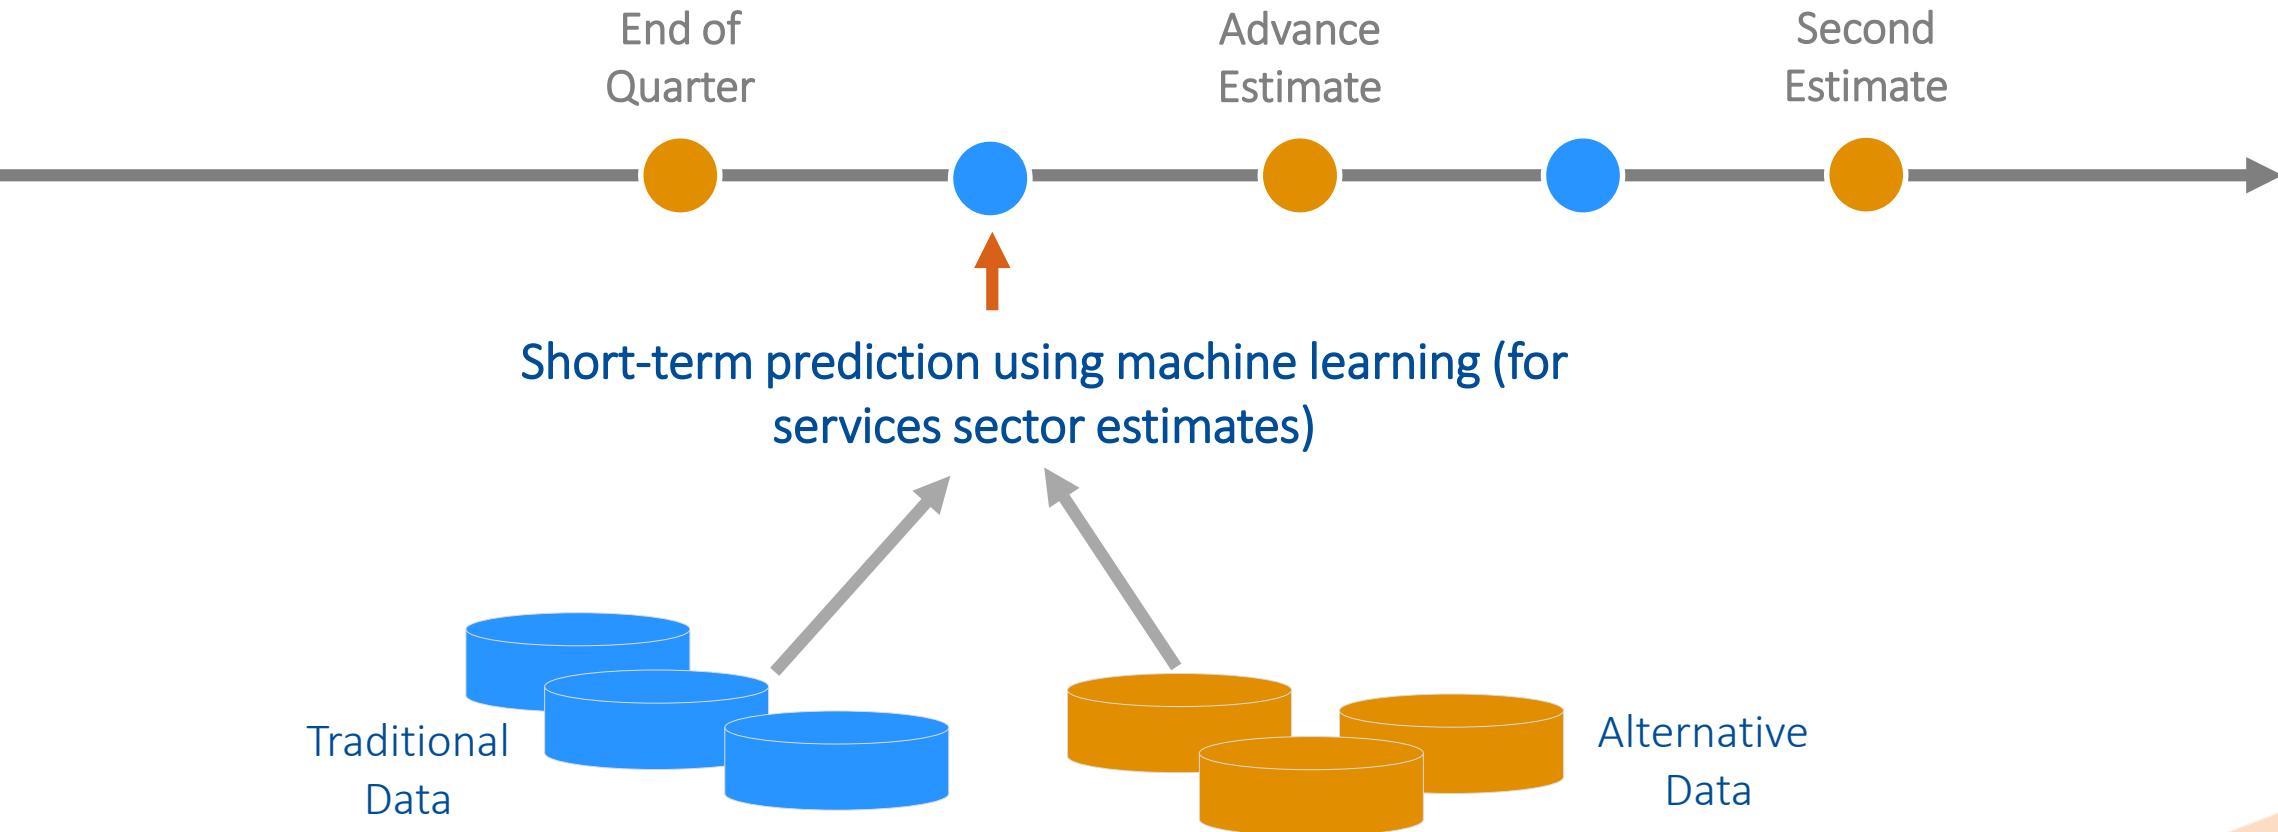 End of
Quarter
Advance
Estimate
Second
Estimate
Short-term prediction using machine learning (for
services sector estimates)
Traditional
Data
Alternative
Data